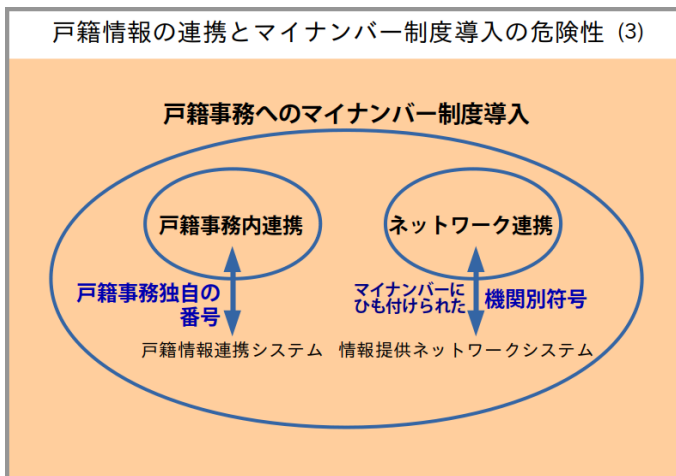 戸籍情報の連携とマイナンバー制度導入の危険性 (3)
戸籍事務へのマイナンバー制度導入
戸籍事務内連携
ネットワーク連携
戸籍事務独自の
番号
マイナンバーに
ひも付けられた
機関別符号
戸籍情報連携システム
情報提供ネットワークシステム